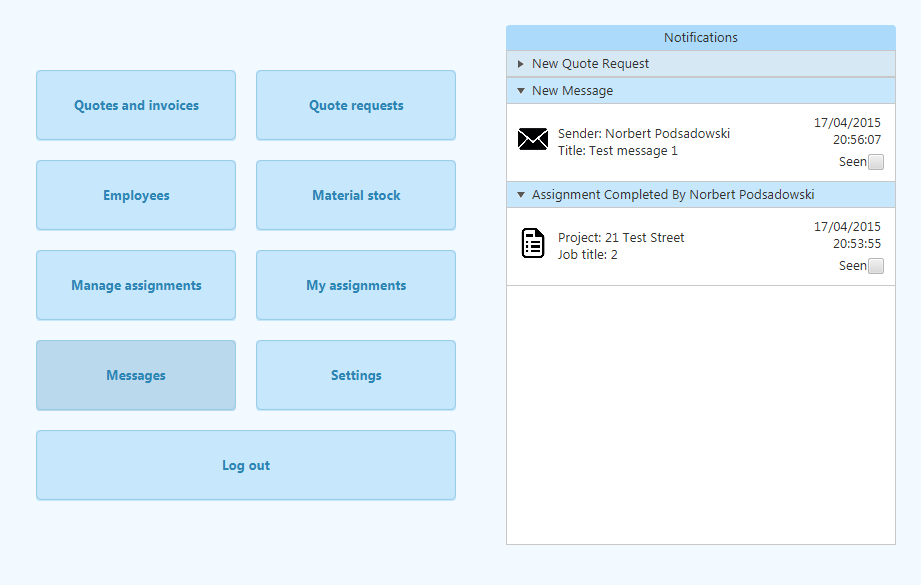 Quotes and invoices
Quote requests
Employees
Material stock
Manage assignments
My assignments
Messages
Settings
Log out
Notifications
New Quote Request
New Message
Sender: Norbert Podsadowski
Title: Test message 1
17/04/2015
20:56:07
Seen
Assignment Completed By Norbert Podsadowski
Project: 21 Test Street
Job title: 2
17/04/2015
20:53:55
Seen